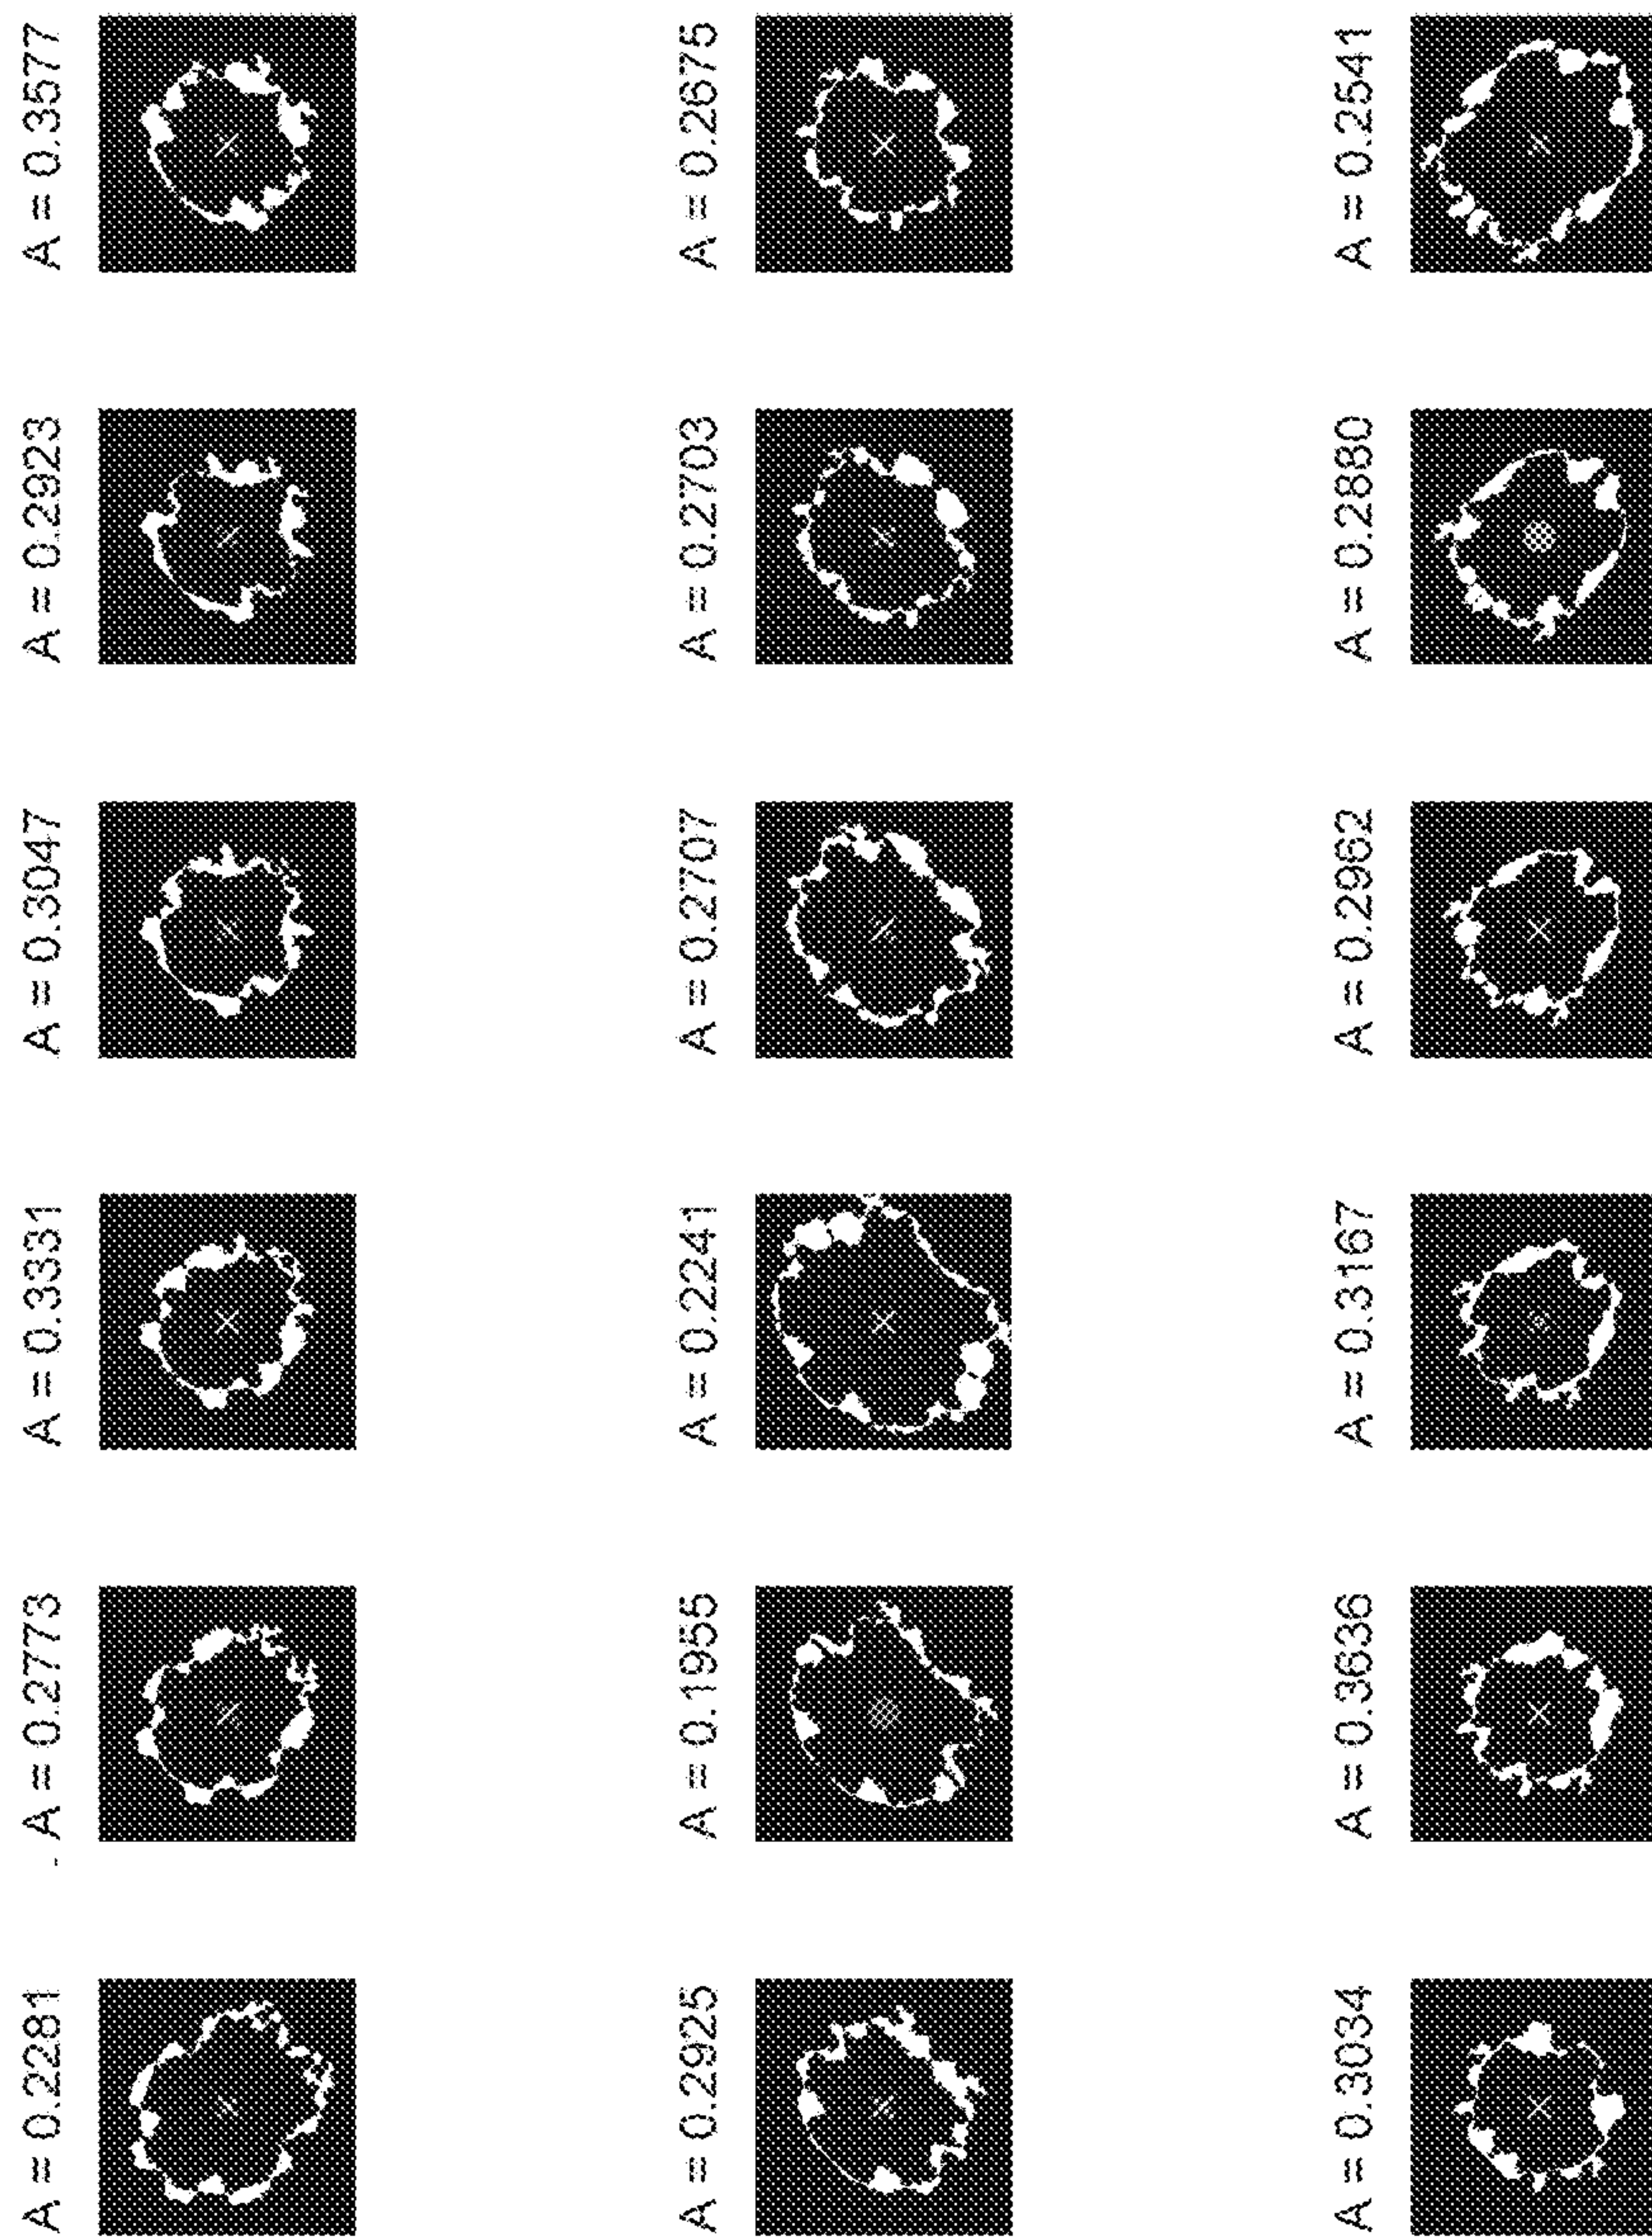 A = 0.2281
A = 0.2773
A = 0.3331
A = 0.3047
A = 0.2923
A = 0.3577
A = 0.2925
A = 0.1955
A = 0.2241
A = 0.2707
A = 0.2703
A = 0.2675
A = 0.3034
A = 0.3636
A = 0.3167
A = 0.2962
A = 0.2880
A = 0.2541